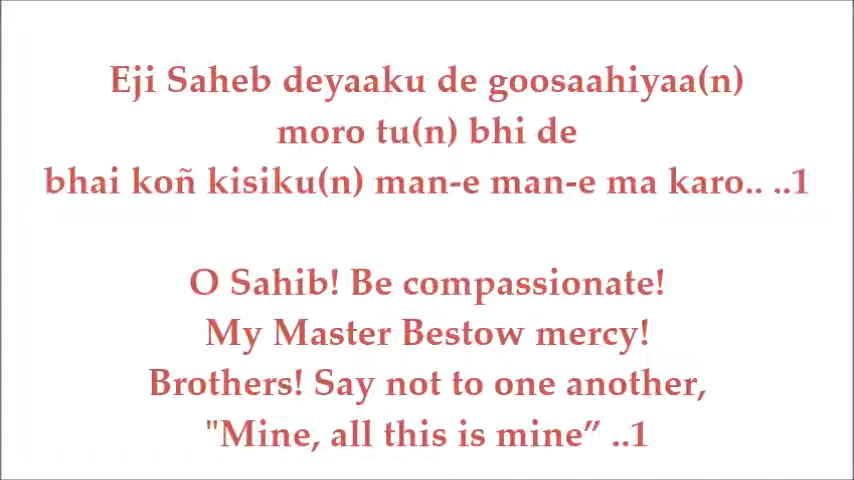 Eji Saheb deyaaku de goosaahiyaa(n)
moro tu(n) bhi de
bhai koñ kisiku(n) man-e man-e ma karo.. ..1
O Sahib! Be compassionate!
My Master Bestow mercy!
Brothers! Say not to one another,
"Mine, all this is mine” ..1